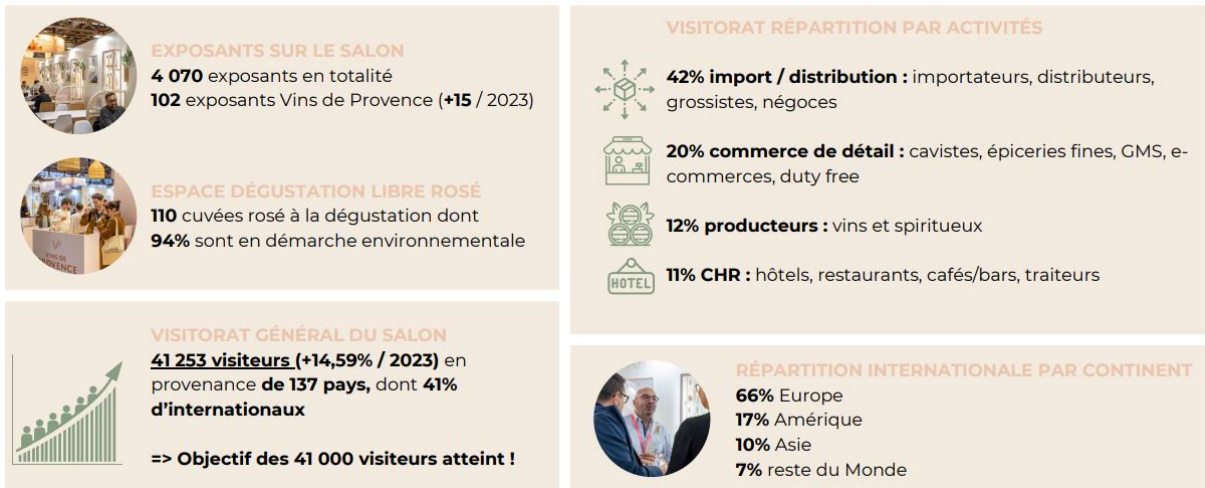 EXPOSANTS SUR LE SALON
4 070 exposants en totalité
102 exposants Vins de Provence (+15 / 2023)
ESPACE DÉGUSTATION LIBRE ROSÉ
110 cuvées rosé à la dégustation dont
94% sont en démarche environnementale
VINS DE
PROVENCE
VISITORAT GÉNÉRAL DU SALON
41 253 visiteurs (+14,59% / 2023) en
provenance de 137 pays, dont 41%
d'internationaux
=> Objectif des 41 000 visiteurs atteint !
VISITORAT RÉPARTITION PAR ACTIVITÉS
42% import / distribution : importateurs, distributeurs,
grossistes, négoces
20% commerce de détail : cavistes, épiceries fines, GMS, e-
commerces, duty free
12% producteurs : vins et spiritueux
HOTEL
11% CHR : hôtels, restaurants, cafés/bars, traiteurs
RÉPARTITION INTERNATIONALE PAR CONTINENT
66% Europe
17% Amérique
10% Asie
7% reste du Monde